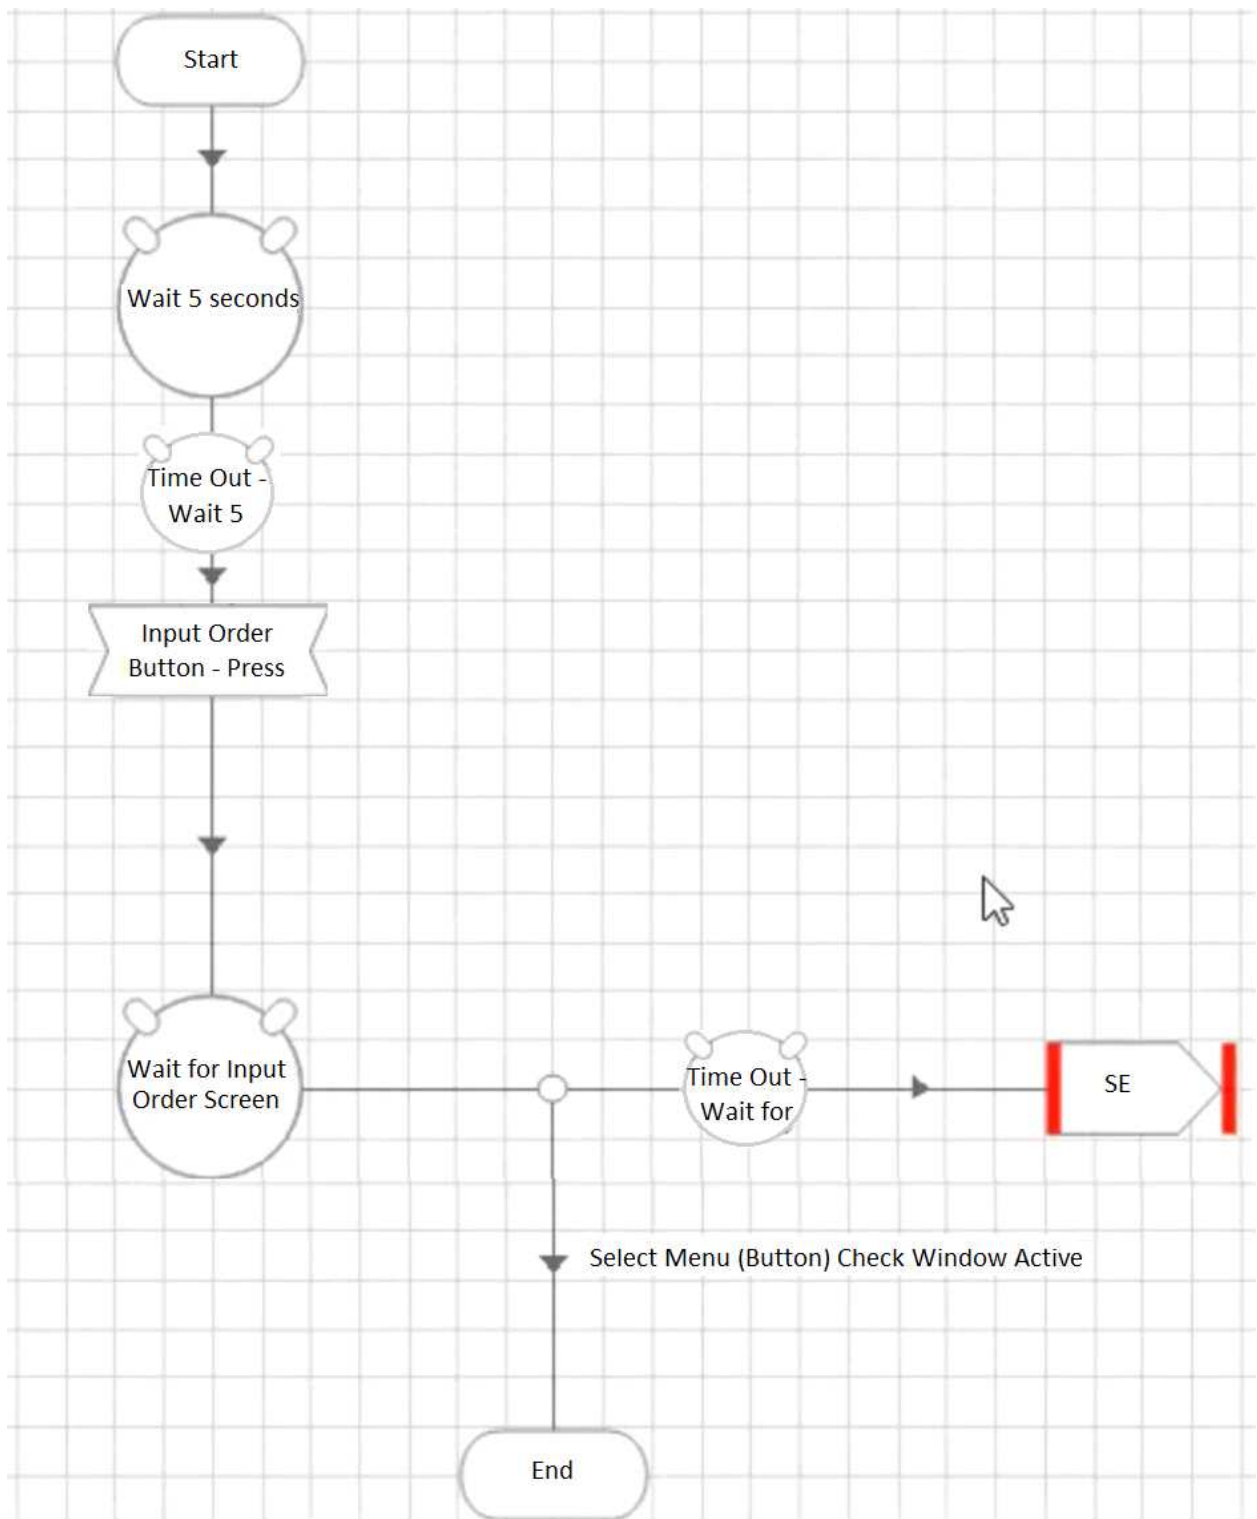 Start
Wait 5 seconds
Time Out -
Wait 5
Input Order
Button - Press
Wait for Input
Order Screen
Time Out -
Wait for
SE
Select Menu (Button) Check Window Active
End